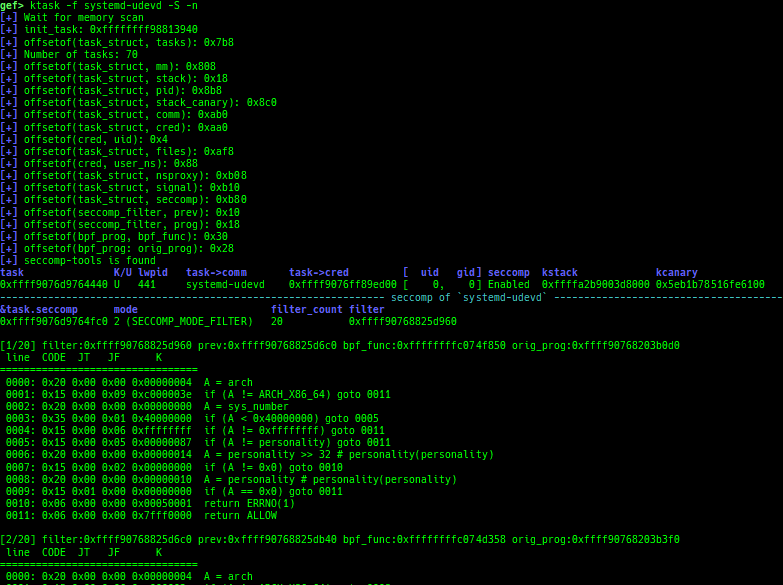 gef> ktask -f systemd-udevd -S -n
[+] Wait for memory scan
[+] init_task: 0xffffffff98813940
[+] offsetof(task_struct, tasks): 0x7b8
[+] Number of tasks: 70
[+] offsetof(task_struct, mm): 0x808
[+] offsetof(task_struct, stack): 0x18
[+] offsetof(task_struct, pid): 0x8b8
[+] offsetof(task_struct, stack_canary): 0x8c0
[+] offsetof(task_struct, comm): 0xab0
[+] offsetof(task_struct, cred): 0xaa0
[+] offsetof(cred, uid): 0x4
[+] offsetof(task_struct, files): 0xaf8
[+] offsetof(cred, user_ns): 0x88
[+] offsetof(task_struct, nsproxy): 0xb08
[+] offsetof(task_struct, signal): 0xb10
[+] offsetof(task_struct, seccomp): 0xb80
[+] offsetof(seccomp_filter, prev): 0x10
[+] offsetof(seccomp_filter, prog): 0x18
[+] offsetof(bpf_prog, bpf_func): 0x30
[+] offsetof(bpf_prog: orig_prog): 0x28
[+] seccomp-tools is found
task K/U lwpid task->comm task->cred [ uid gid] seccomp kstack kcanary
0xffff9076d9764440 U 441 systemd-udevd 0xffff9076ff89ed00 [ 0, 0] Enabled 0xffffa2b9003d8000 0x5eb1b78516fe6100
---------------------------------------------------------------- seccomp of `systemd-udevd` ----------------------------------------
&task.seccomp mode filter_count filter
0xffff9076d9764fc0 2 (SECCOMP_MODE_FILTER) 20 0xffff90768825d960
[1/20] filter:0xffff90768825d960 prev:0xffff90768825d6c0 bpf_func:0xffffffffc074f850 orig_prog:0xffff90768203b0d0
line CODE JT JF K
=================================
0000: 0x20 0x00 0x00 0x00000004 A = arch
0001: 0x15 0x00 0x09 0xc000003e if (A != ARCH_X86_64) goto 0011
0002: 0x20 0x00 0x00 0x00000000 A = sys_number
0003: 0x35 0x00 0x01 0x40000000 if (A < 0x40000000) goto 0005
0004: 0x15 0x00 0x06 0xffffffff if (A != 0xffffffff) goto 0011
0005: 0x15 0x00 0x05 0x00000087 if (A != personality) goto 0011
0006: 0x20 0x00 0x00 0x00000014 A = personality >> 32 # personality(personality)
0007: 0x15 0x00 0x02 0x00000000 if (A != 0x0) goto 0010
0008: 0x20 0x00 0x00 0x00000010 A = personality # personality(personality)
0009: 0x15 0x01 0x00 0x00000000 if (A == 0x0) goto 0011
0010: 0x06 0x00 0x00 0x00050001 return ERRNO(1)
0011: 0x06 0x00 0x00 0x7fff0000 return ALLOW
[2/20] filter:0xffff90768825d6c0 prev:0xffff90768825db40 bpf_func:0xffffffffc074d358 orig_prog:0xffff90768203b3f0
line CODE JT JF K
=================================
0000: 0x20 0x00 0x00 0x00000004 A = arch